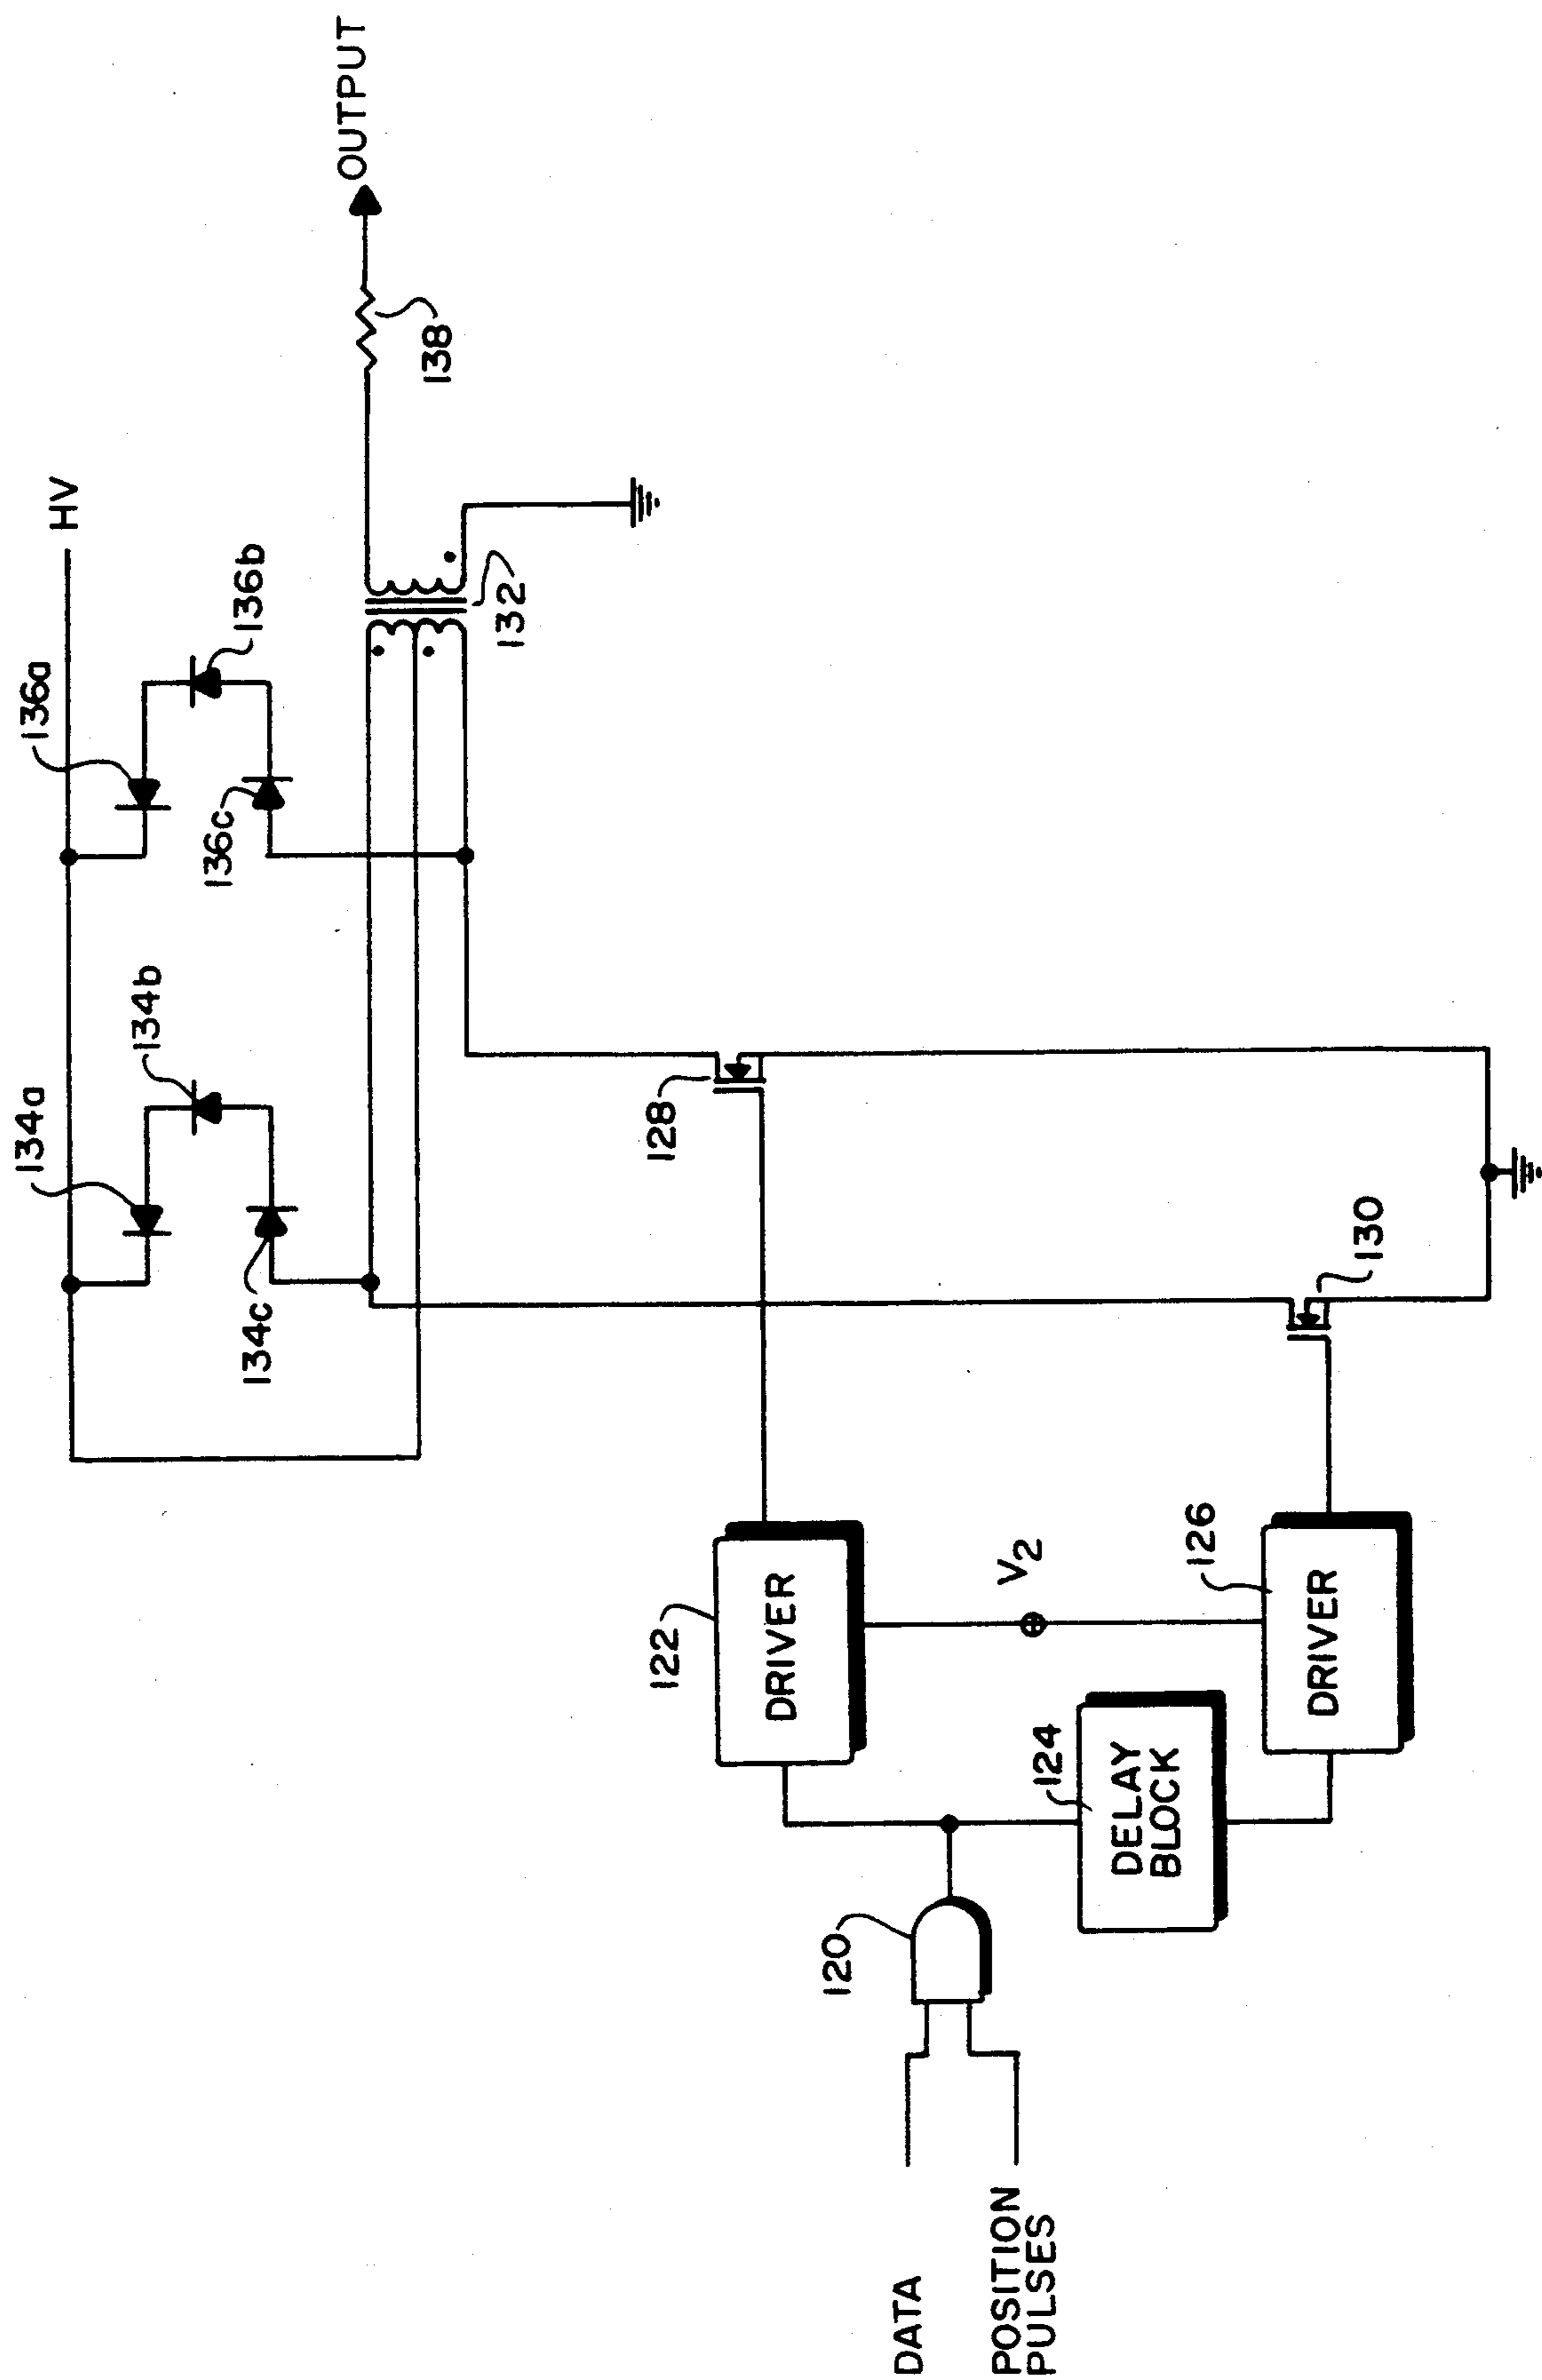 DATA
POSITION
PULSES
120
122
DRIVER
124
DELAY
BLOCK
V2
126
DRIVER
128
130
134a
134b
134c
136a
136b
136c
HV
132
138
OUTPUT